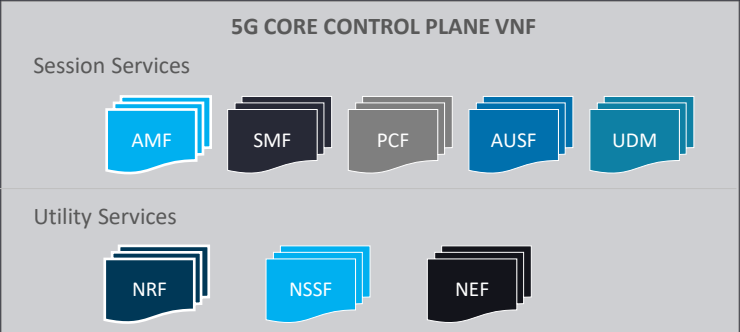 5G CORE CONTROL PLANE VNF
Session Services
AMF SMF PCF AUSF UDM
Utility Services
NRF NSSF NEF